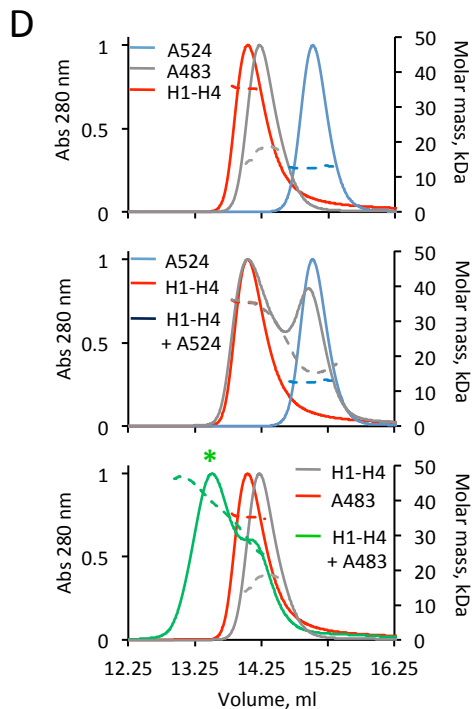 D
1
0.5
0
Abs 280 nm
A524
A483
H1-H4
50
40
30
20
10
0
Molar mass, kDa
1
0.5
0
Abs 280 nm
A524
H1-H4
H1-H4
+ A524
50
40
30
20
10
0
Molar mass, kDa
*
1
0.5
0
Abs 280 nm
H1-H4
A483
H1-H4
+ A483
50
40
30
20
10
0
Molar mass, kDa
12.25 13.25 14.25 15.25 16.25
Volume, ml